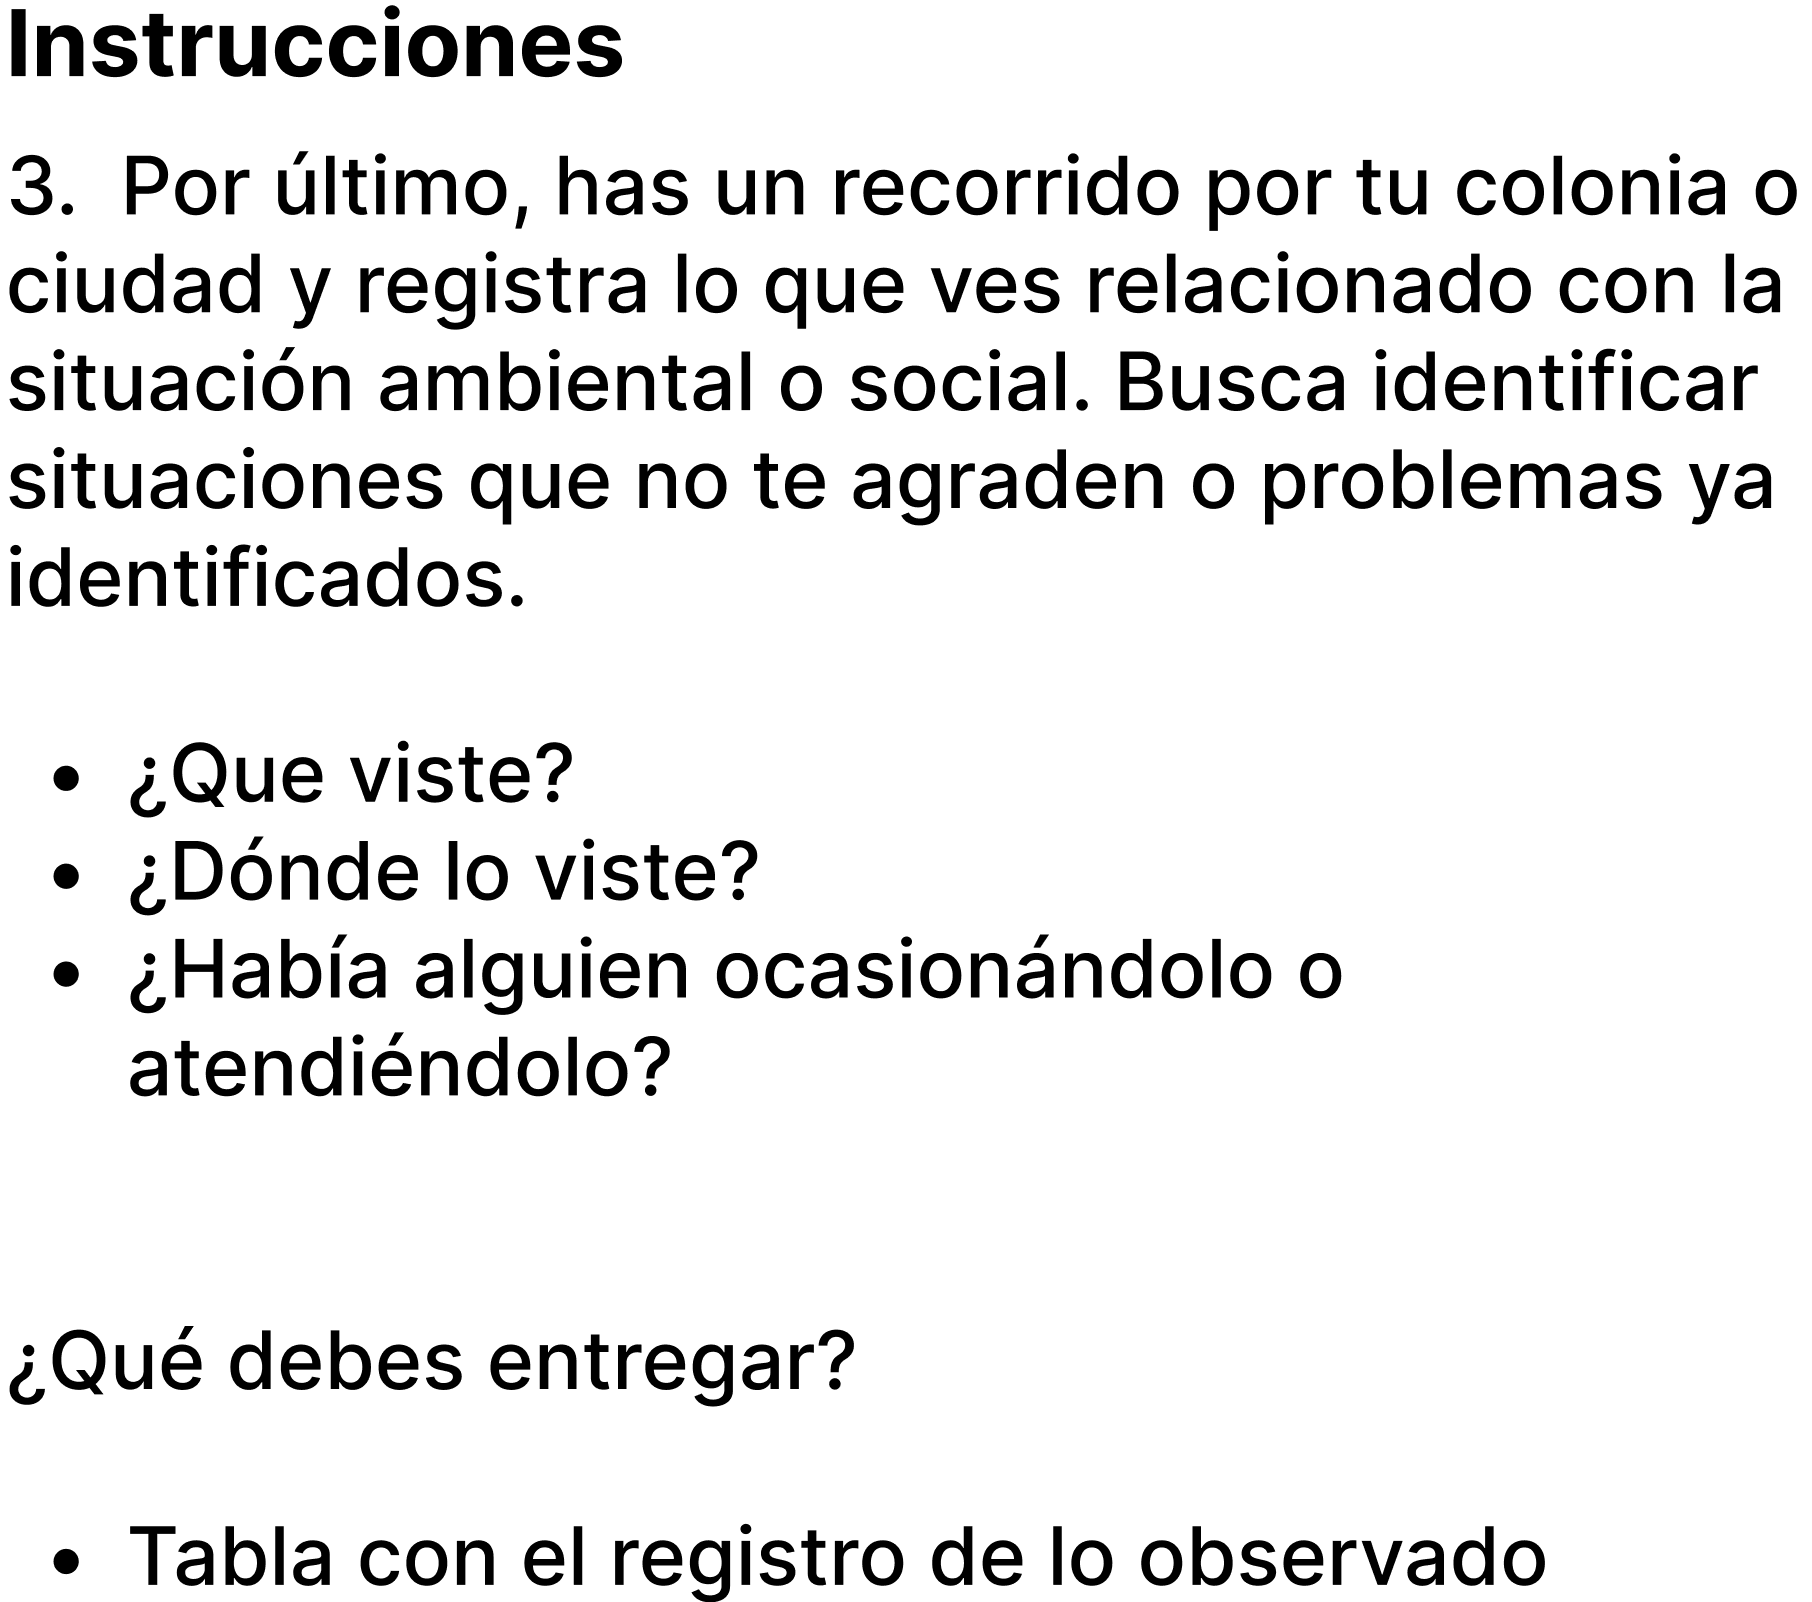 Instrucciones
3. Por último, has un recorrido por tu colonia o
ciudad y registra lo que ves relacionado con la
situación ambiental o social. Busca identificar
situaciones que no te agraden o problemas ya
identificados.
• ¿Que viste?
• ¿Dónde lo viste?
• ¿Había alguien ocasionándolo o
atendiéndolo?
¿Qué debes entregar?
• Tabla con el registro de lo observado